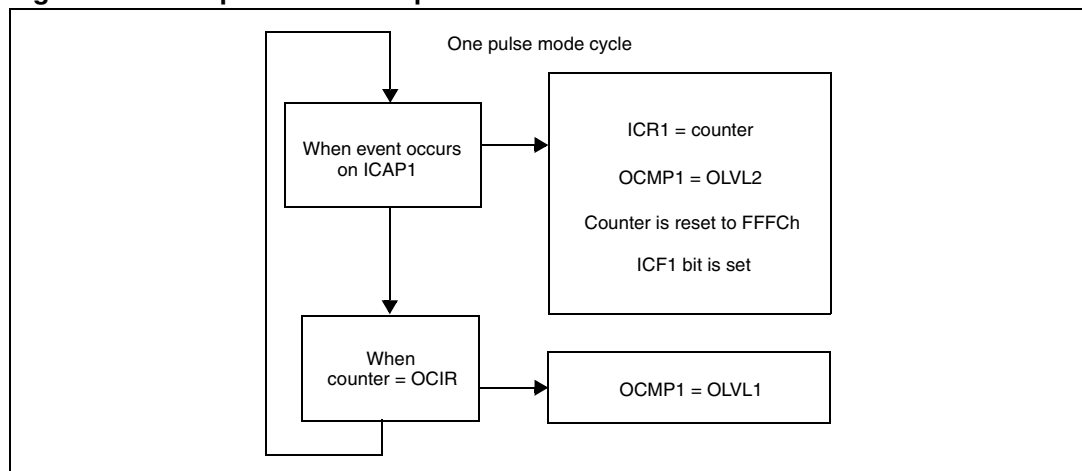 One pulse mode cycle
When event occurs
on ICAP1
ICR1 = counter
OCMP1 = OLVL2
Counter is reset to FFFCh
ICF1 bit is set
When
counter = OCIR
OCMP1 = OLVL1